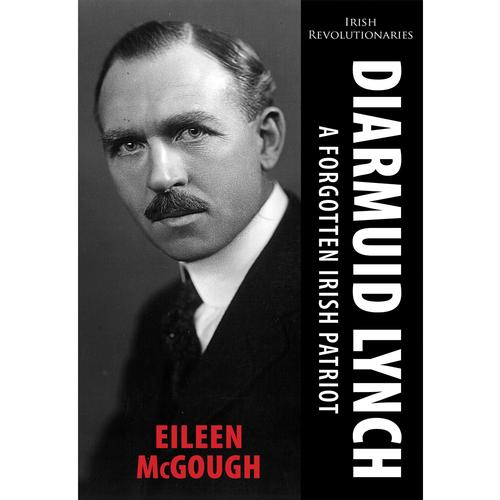 IRISH
REVOLUTIONARIES
DIARMUID LYNCH
A FORGOTTEN IRISH PATRIOT
EILEEN
McGOUGH